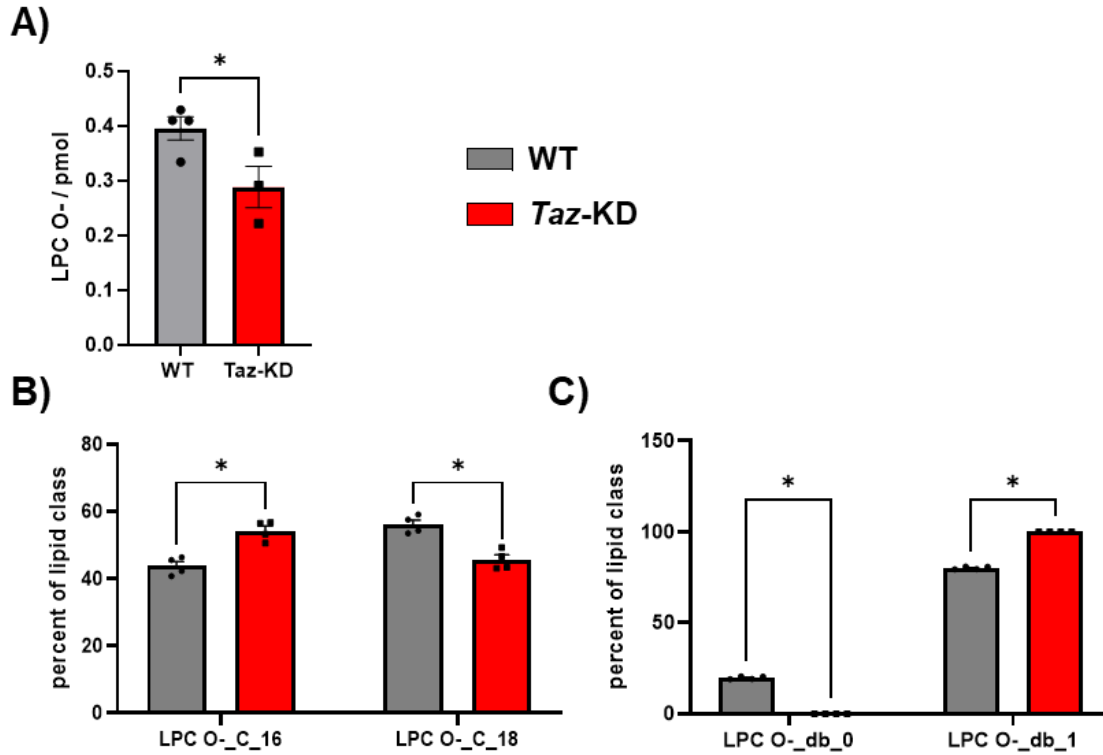 A)
LPC O- / pmol
0.5
0.4
0.3
0.2
0.1
0.0
*
WT Taz-KD
WT
Taz-KD
B)
percent of lipid class
80
60
40
20
0
* *
LPC O-_C_16 LPC O-_C_18
C)
percent of lipid class
150
100
50
0
* *
LPC O-_db_0 LPC O-_db_1